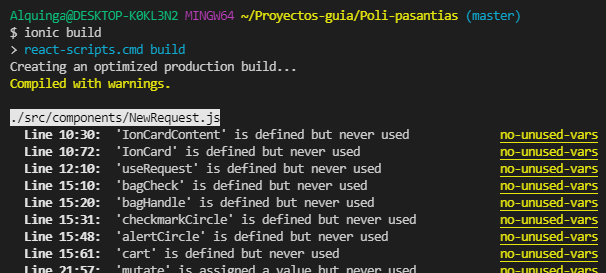 Alquinga@DESKTOP-K0KL3N2 MINGW64 ~/Proyectos-guia/Poli-pasantias (master)
$ ionic build
> react-scripts.cmd build
Creating an optimized production build...
Compiled with warnings.
./src/components/NewRequest.js
Line 10:30: 'IonCardContent' is defined but never used no-unused-vars
Line 10:72: 'IonCard' is defined but never used no-unused-vars
Line 12:10: 'useRequest' is defined but never used no-unused-vars
Line 15:10: 'bagCheck' is defined but never used no-unused-vars
Line 15:20: 'bagHandle' is defined but never used no-unused-vars
Line 15:31: 'checkmarkCircle' is defined but never used no-unused-vars
Line 15:48: 'alertCircle' is defined but never used no-unused-vars
Line 15:61: 'cart' is defined but never used no-unused-vars
Line 21:57: 'mutate' is assigned a value but never used no-unused-vars